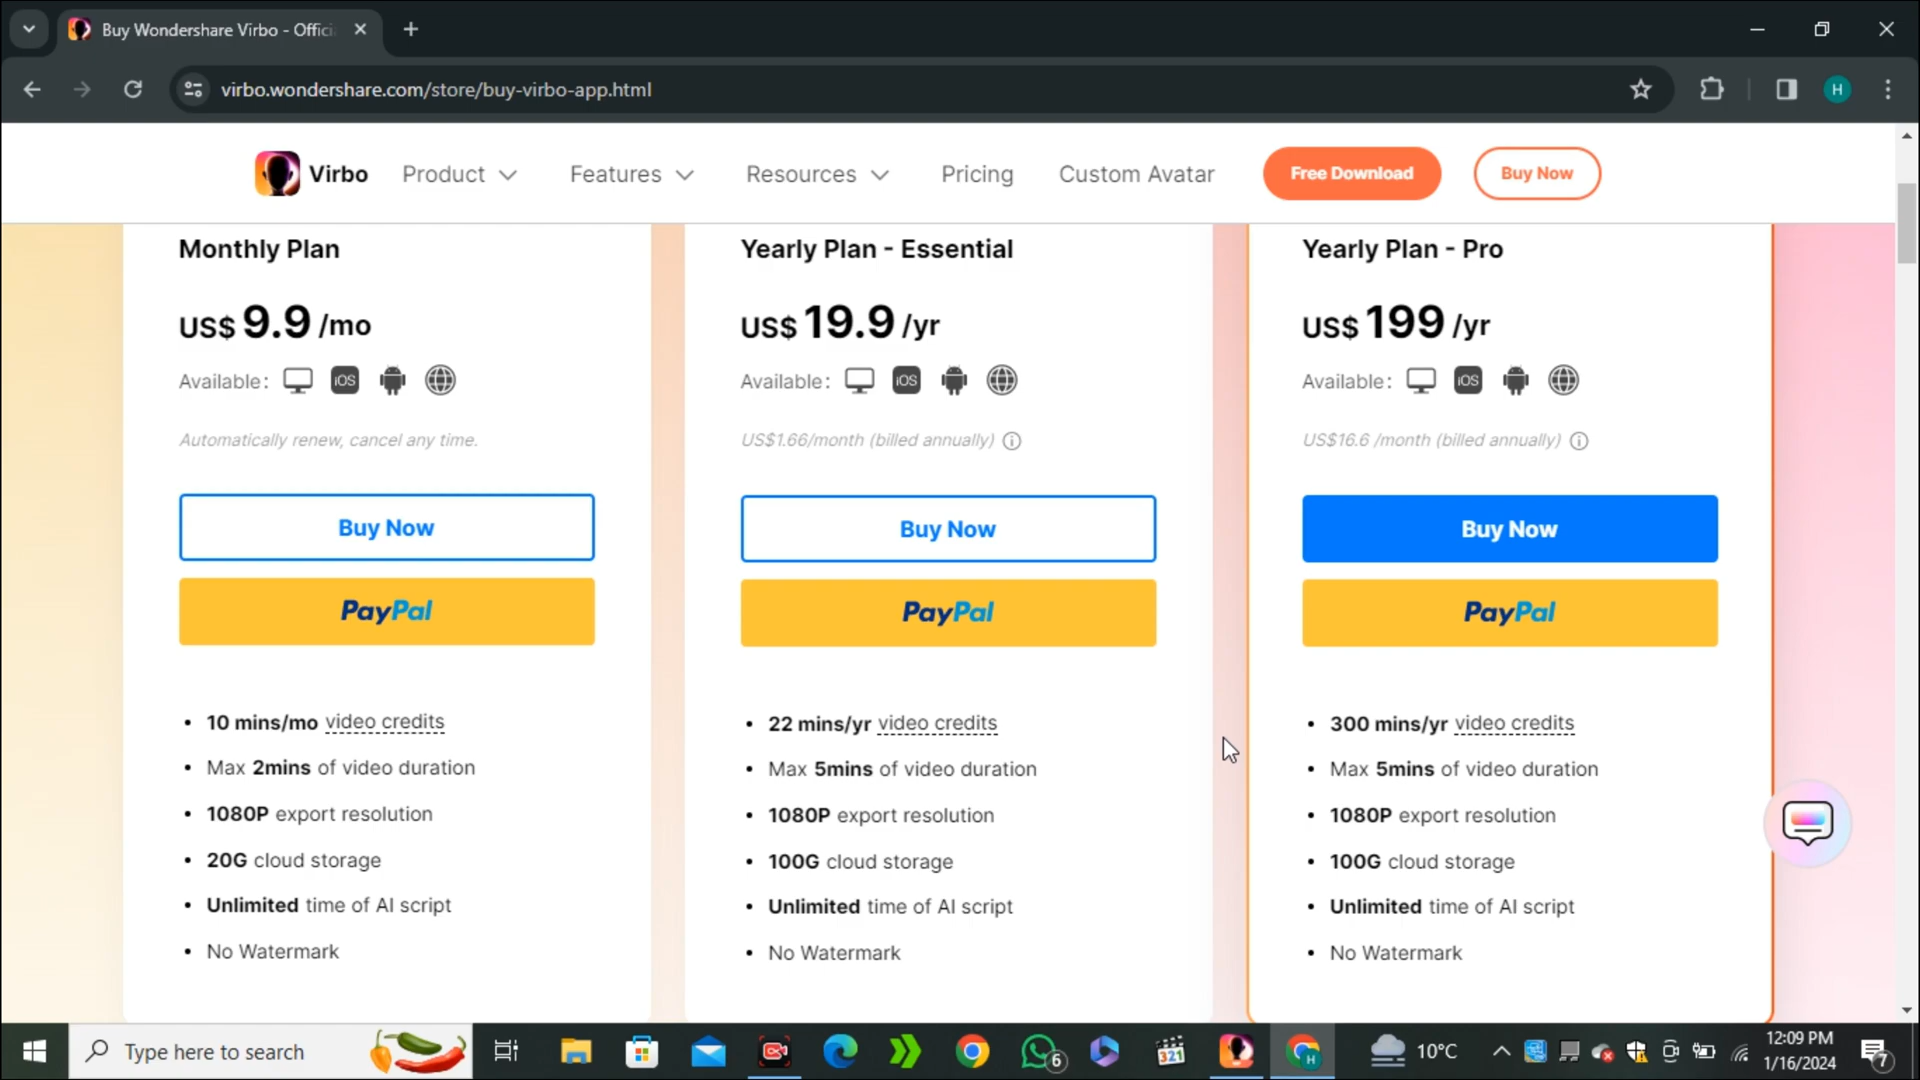 Buy Wondershare Virbo - Offici
virbo.wondershare.com/store/buy-virbo-app.html
H
Virbo
Product
Features
Resources
Pricing
Custom Avatar
Free Download
Buy Now
Monthly Plan
US$ 9.9 /mo
Available:
iOS
Automatically renew, cancel any time.
Buy Now
PayPal
10 mins/mo video credits
Max 2mins of video duration
1080P export resolution
20G cloud storage
Unlimited time of AI script
No Watermark
Yearly Plan - Essential
US$ 19.9 /yr
Available:
iOS
US$1.66/month (billed annually)
Buy Now
PayPal
22 mins/yr video credits
Max 5mins of video duration
1080P export resolution
100G cloud storage
Unlimited time of AI script
No Watermark
Yearly Plan - Pro
US$ 199 /yr
Available:
iOS
US$16.6 /month (billed annually)
Buy Now
PayPal
300 mins/yr video credits
Max 5mins of video duration
1080P export resolution
100G cloud storage
Unlimited time of AI script
No Watermark
Type here to search
6
321
H
10°C
12:09 PM
1/16/2024
7